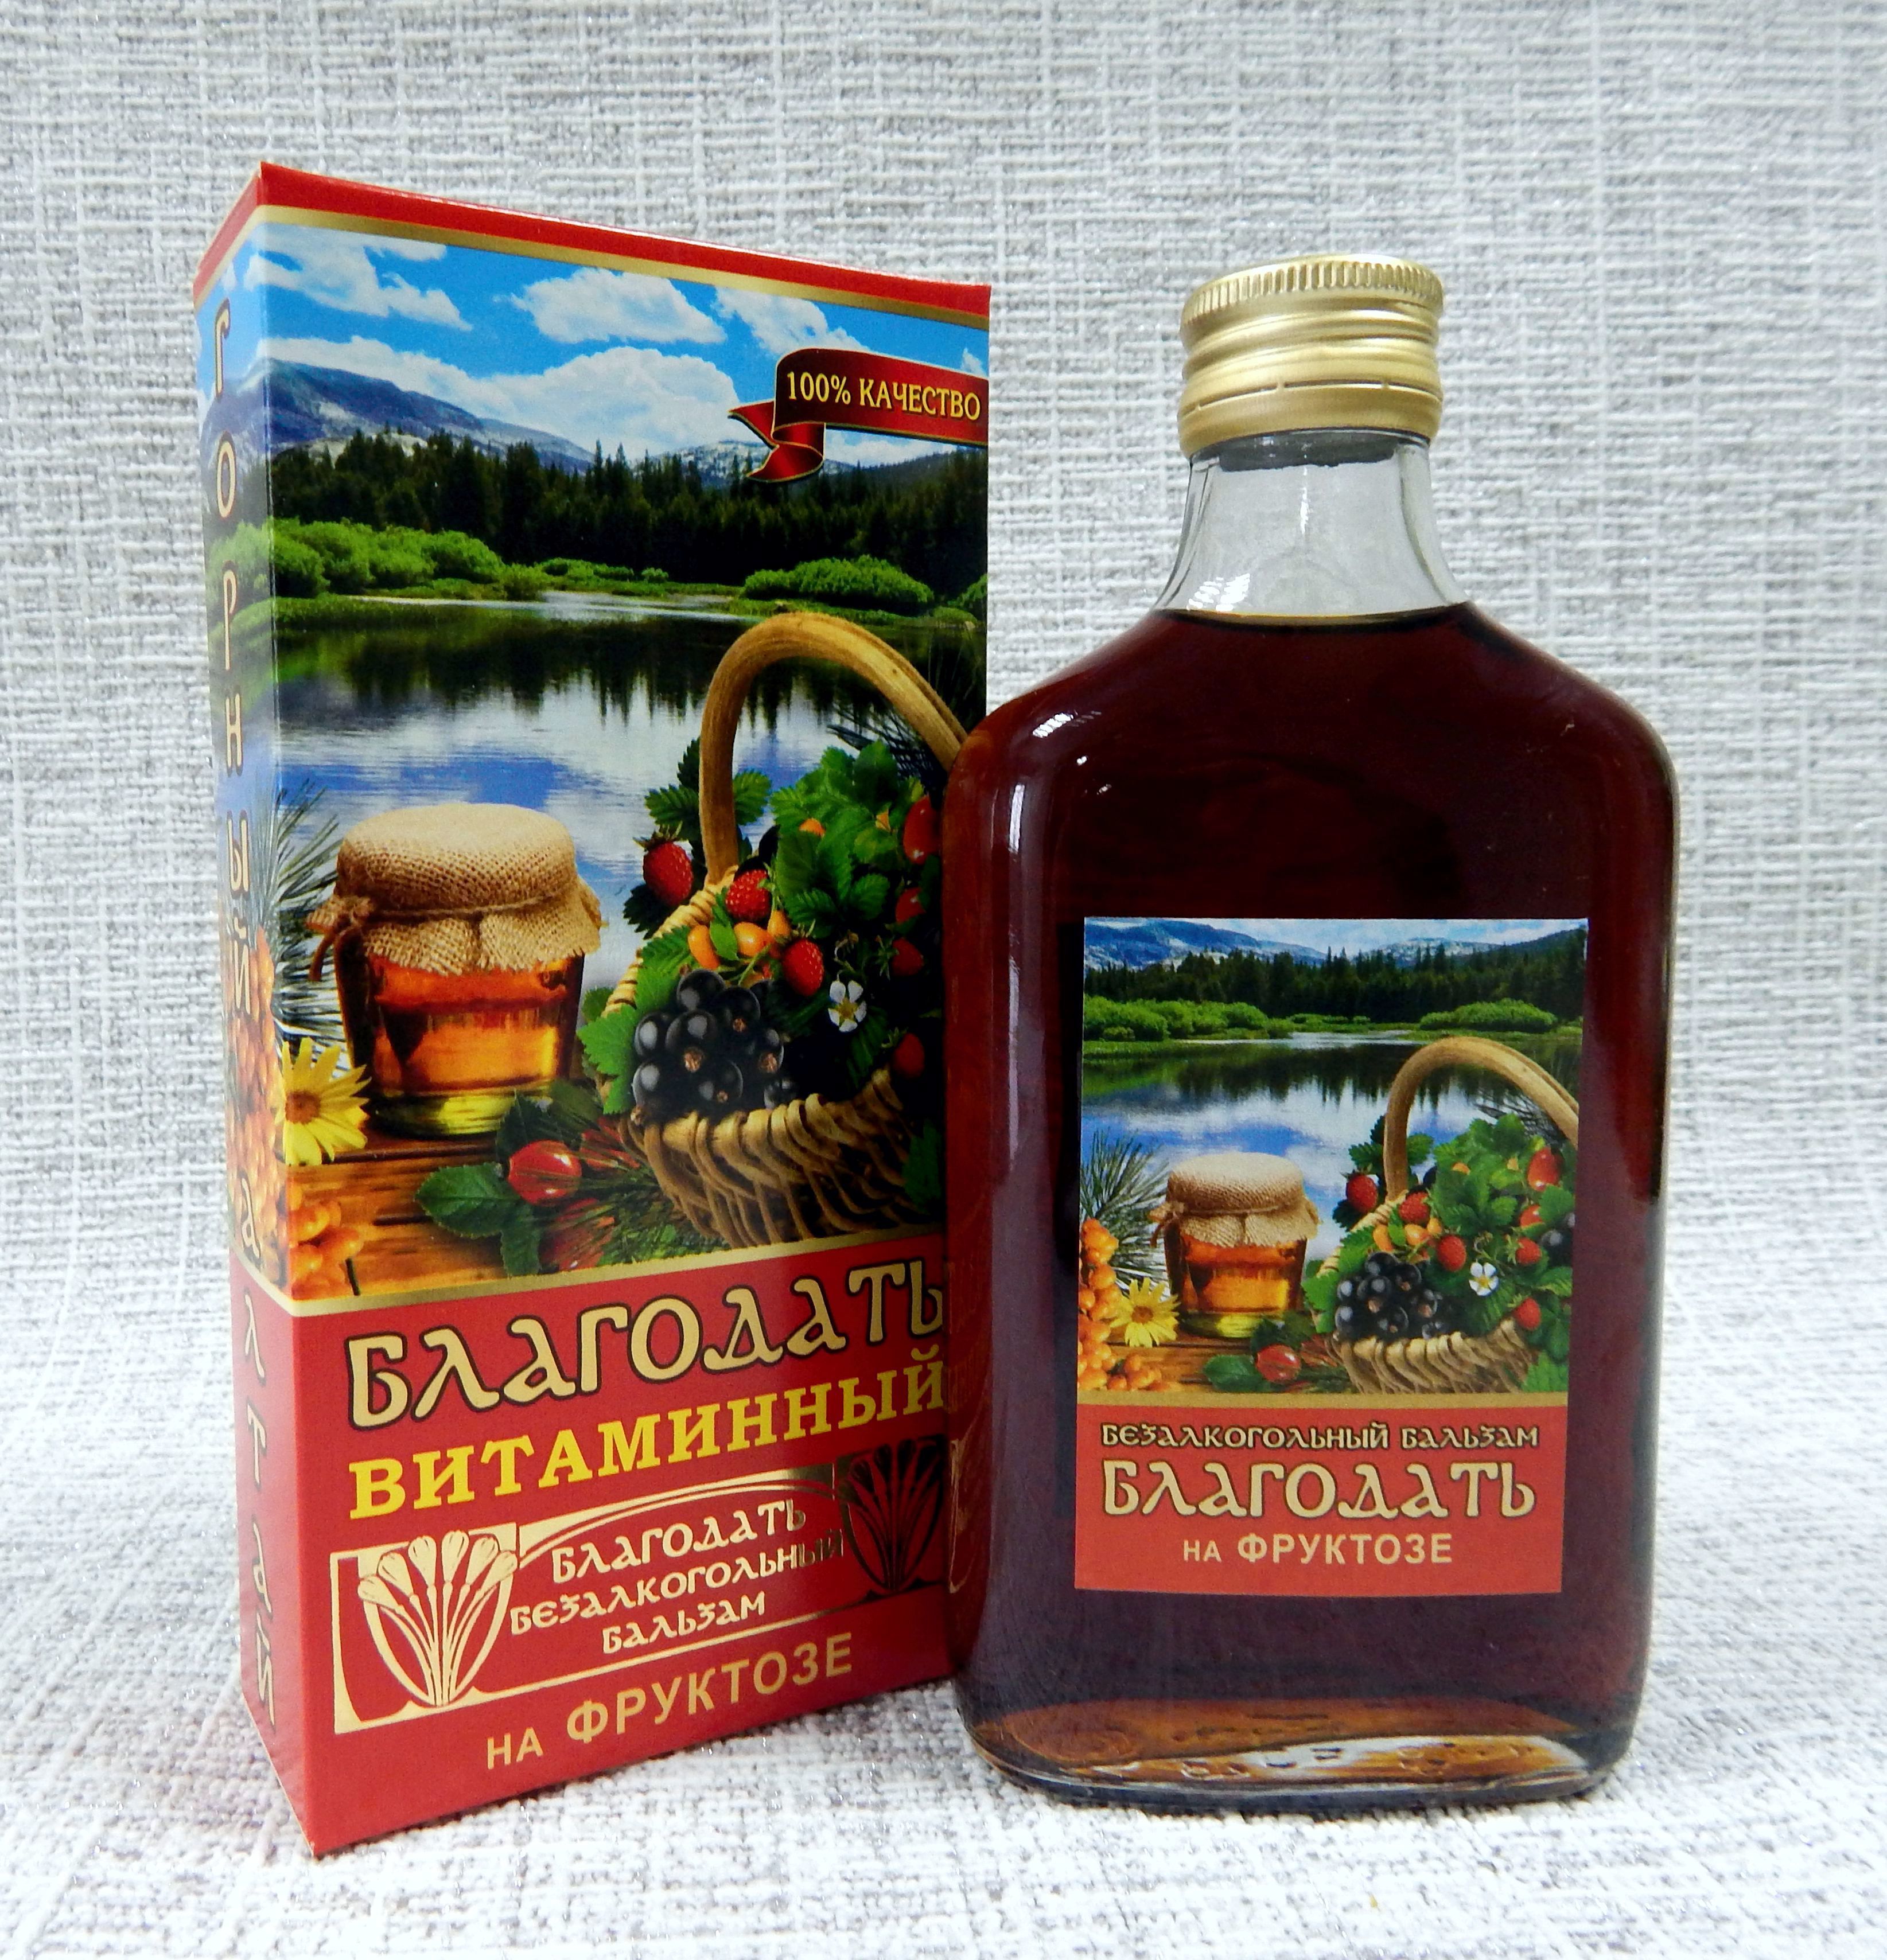 ГОРНЫЙ АЛТАЙ
100% КАЧЕСТВО
БЛАГОДАТЬ
ВИТАМИННЫЙ
БЛАГОДАТЬ
БЕЗАЛКОГОЛЬНЫЙ
БАЛЬЗАМ
НА ФРУКТОЗЕ
БЕЗАЛКОГОЛЬНЫЙ БАЛЬЗАМ
БЛАГОДАТЬ
НА ФРУКТОЗЕ